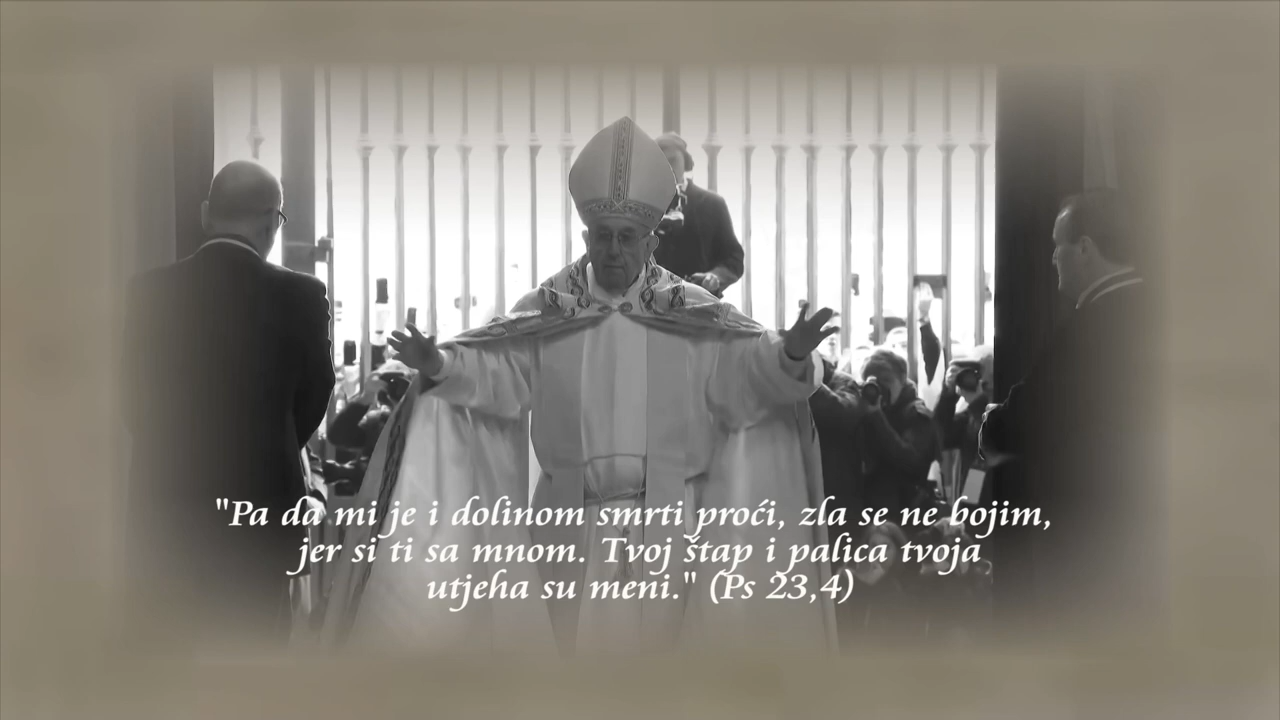 "Pa da mi je i dolinom smrti proći, zla se ne bojim,
jer si ti sa mnom. Tvoj štap i palica tvoja
utjeha su meni." (Ps 23,4)